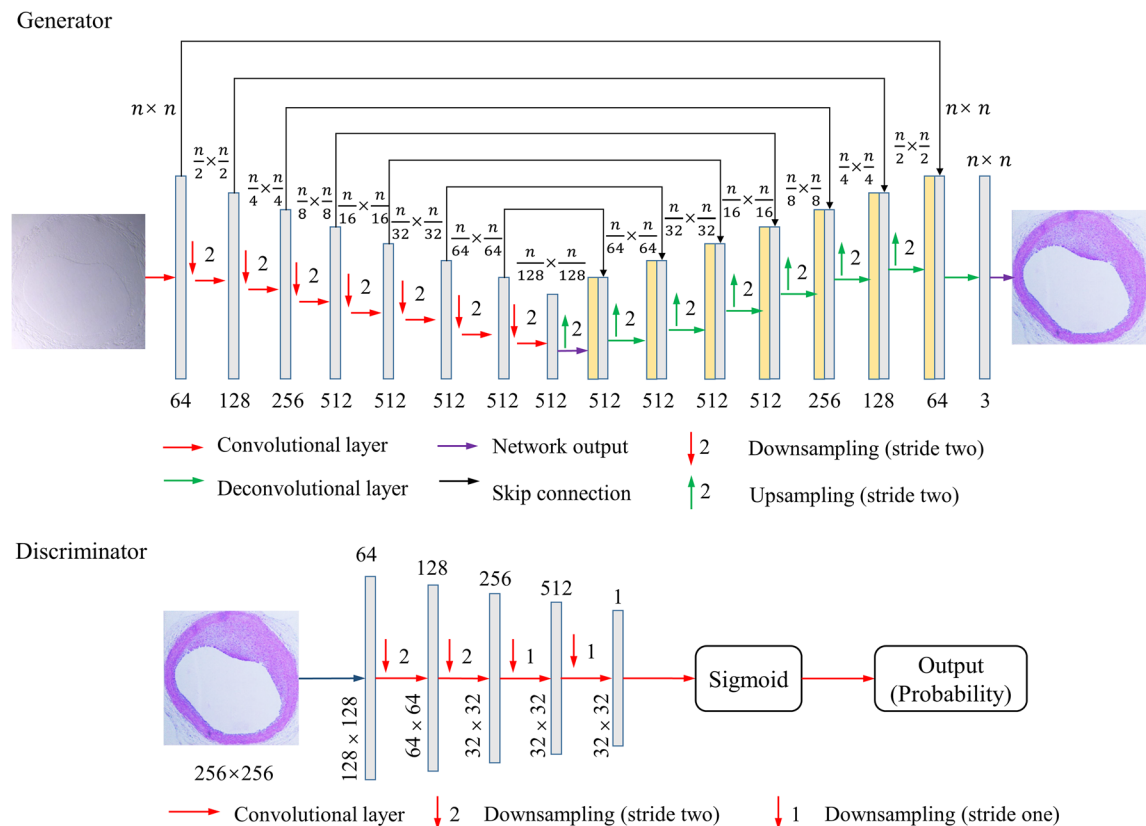 Generator
n× n
n/2 × n/2
n/4 × n/4
n/8 × n/8
n/16 × n/16
n/32 × n/32
n/64 × n/64
n/128 × n/128
n/64 × n/64
n/32 × n/32
n/16 × n/16
n/8 × n/8
n/4 × n/4
n/2 × n/2
n× n
n× n
2 2 2 2 2 2 2 2 2 2 2 2 2 2
64 128 256 512 512 512 512 512 512 512 512 512 256 128 64 3
Convolutional layer
Network output
2 Downsampling (stride two)
Deconvolutional layer
Skip connection
2 Upsampling (stride two)
Discriminator
64 128 256 512 1
2 2 1 1
Sigmoid
Output
(Probability)
128 × 128
64 × 64
32 × 32
32 × 32
32 × 32
256×256
Convolutional layer
2 Downsampling (stride two)
1 Downsampling (stride one)